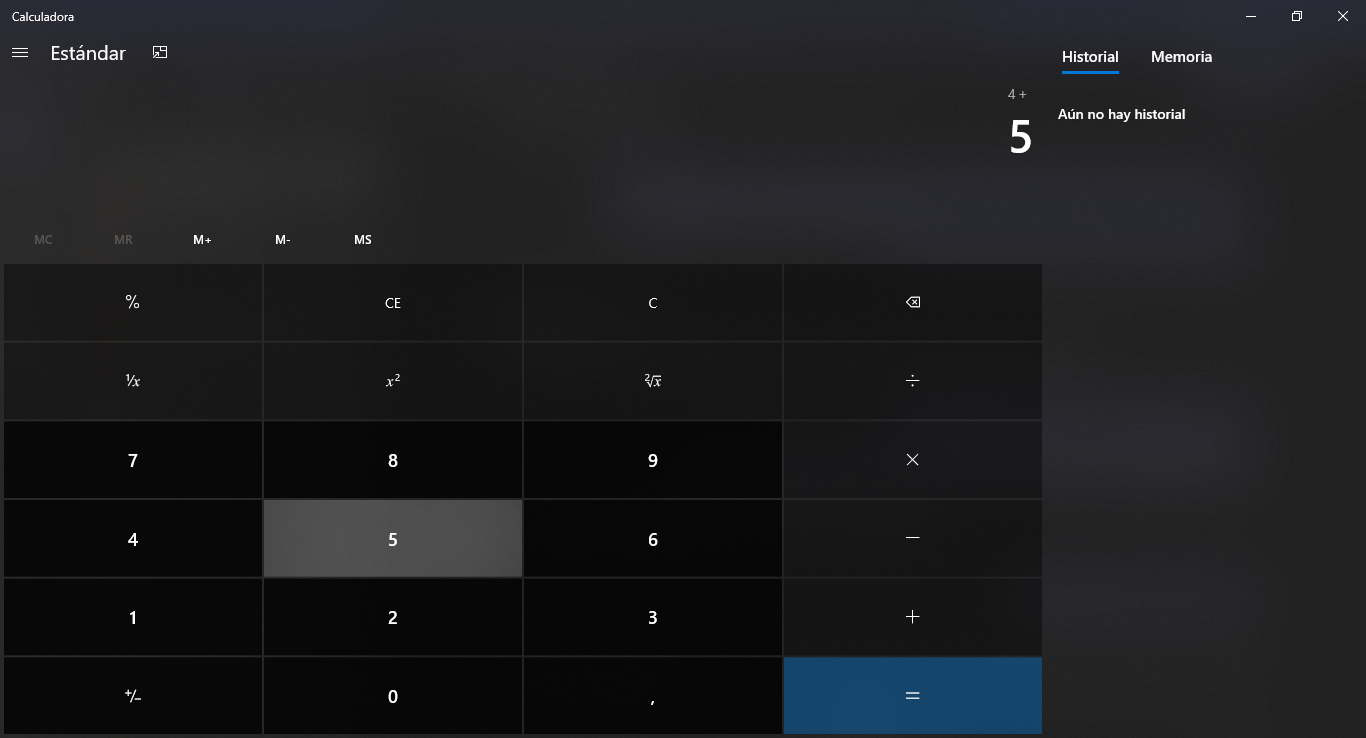 Calculadora
Estándar
Historial Memoria
4 +
5
Aún no hay historial
MC MR M+ M- MS
% CE C
¹/x x² ²√x ÷
7 8 9 ×
4 5 6 −
1 2 3 +
+/− 0 , =